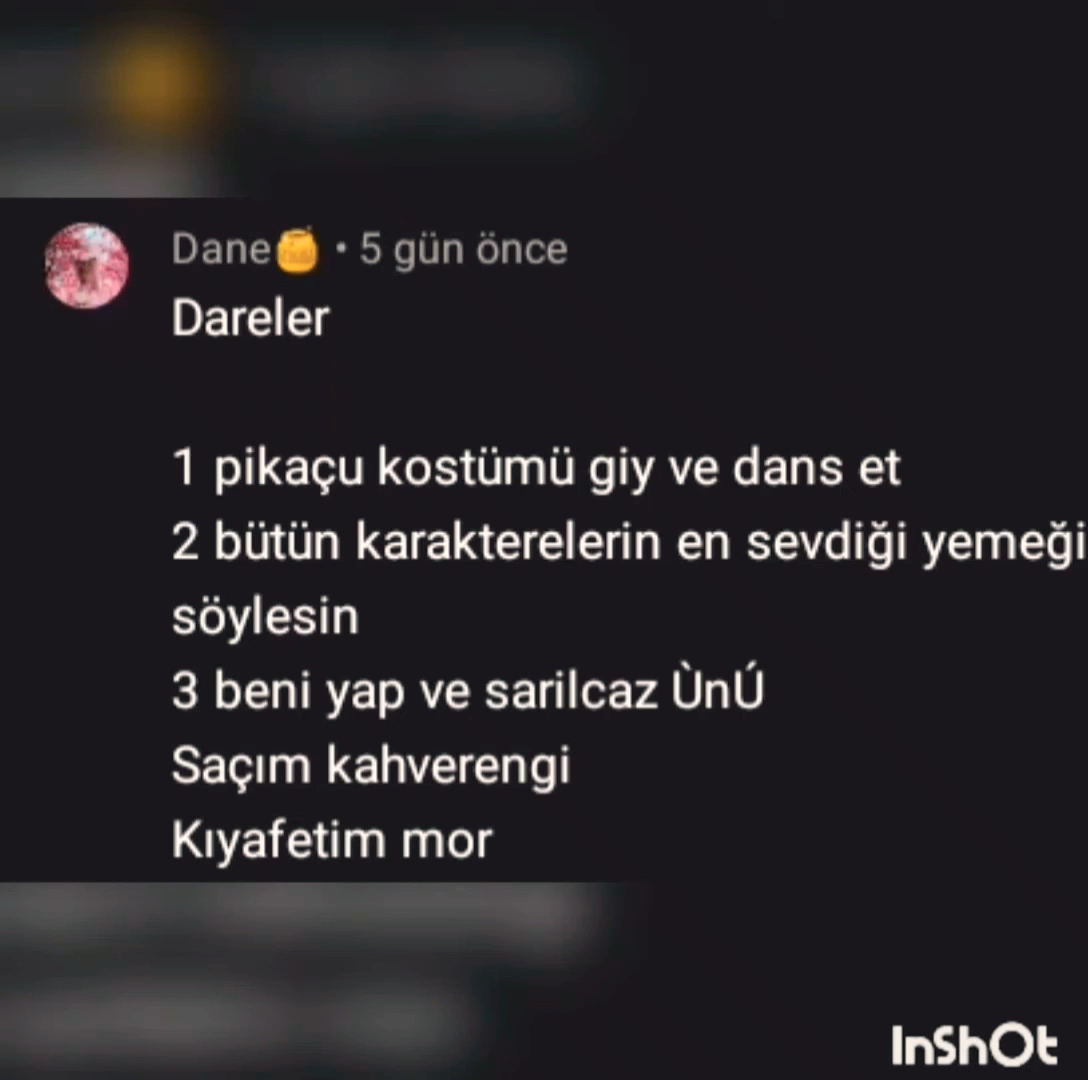 Dane🍯 • 5 gün önce
Dareler
1 pikaçu kostümü giy ve dans et
2 bütün karakterelerin en sevdiği yemeği
söylesin
3 beni yap ve sarilcaz ÙnÚ
Saçım kahverengi
Kıyafetim mor
InShOt